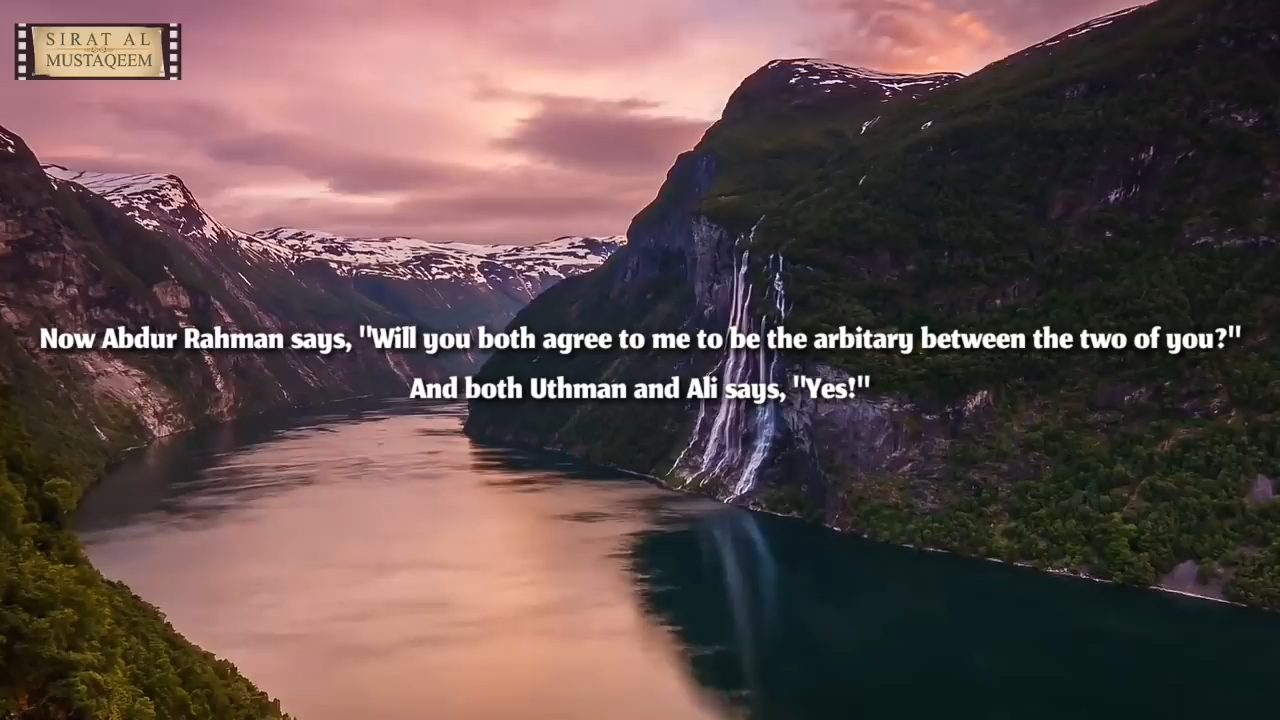 SIRAT AL
MUSTAQEEM
Now Abdur Rahman says, "Will you both agree to me to be the arbitary between the two of you?"
And both Uthman and Ali says, "Yes!"